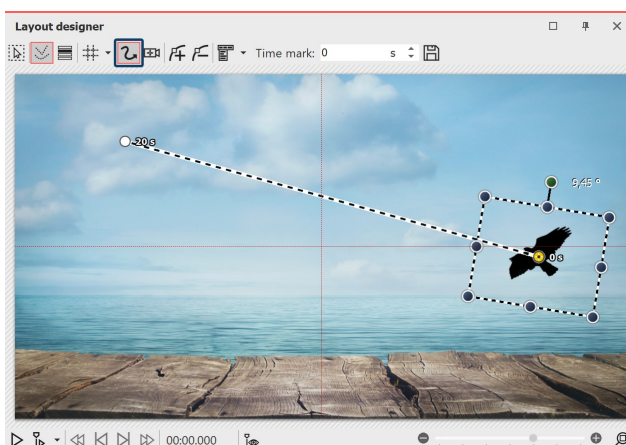 Layout designer
Time mark: 0 s
20 s
9,45 °
0 s
00:00.000